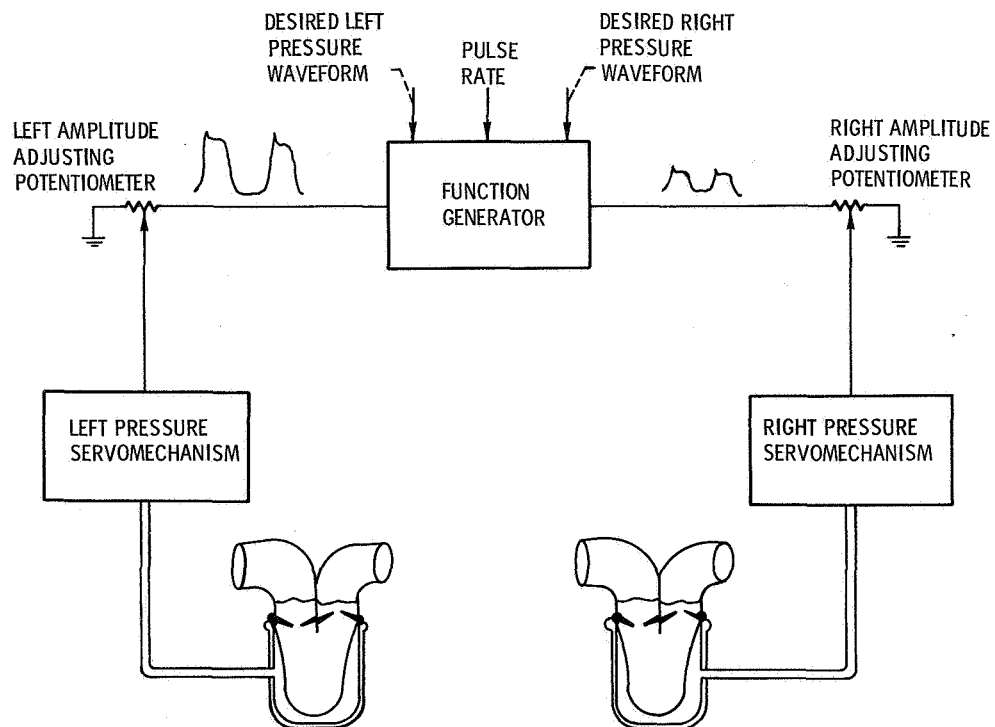 DESIRED LEFT
PRESSURE
WAVEFORM
PULSE
RATE
DESIRED RIGHT
PRESSURE
WAVEFORM
LEFT AMPLITUDE
ADJUSTING
POTENTIOMETER
FUNCTION
GENERATOR
RIGHT AMPLITUDE
ADJUSTING
POTENTIOMETER
LEFT PRESSURE
SERVOMECHANISM
RIGHT PRESSURE
SERVOMECHANISM